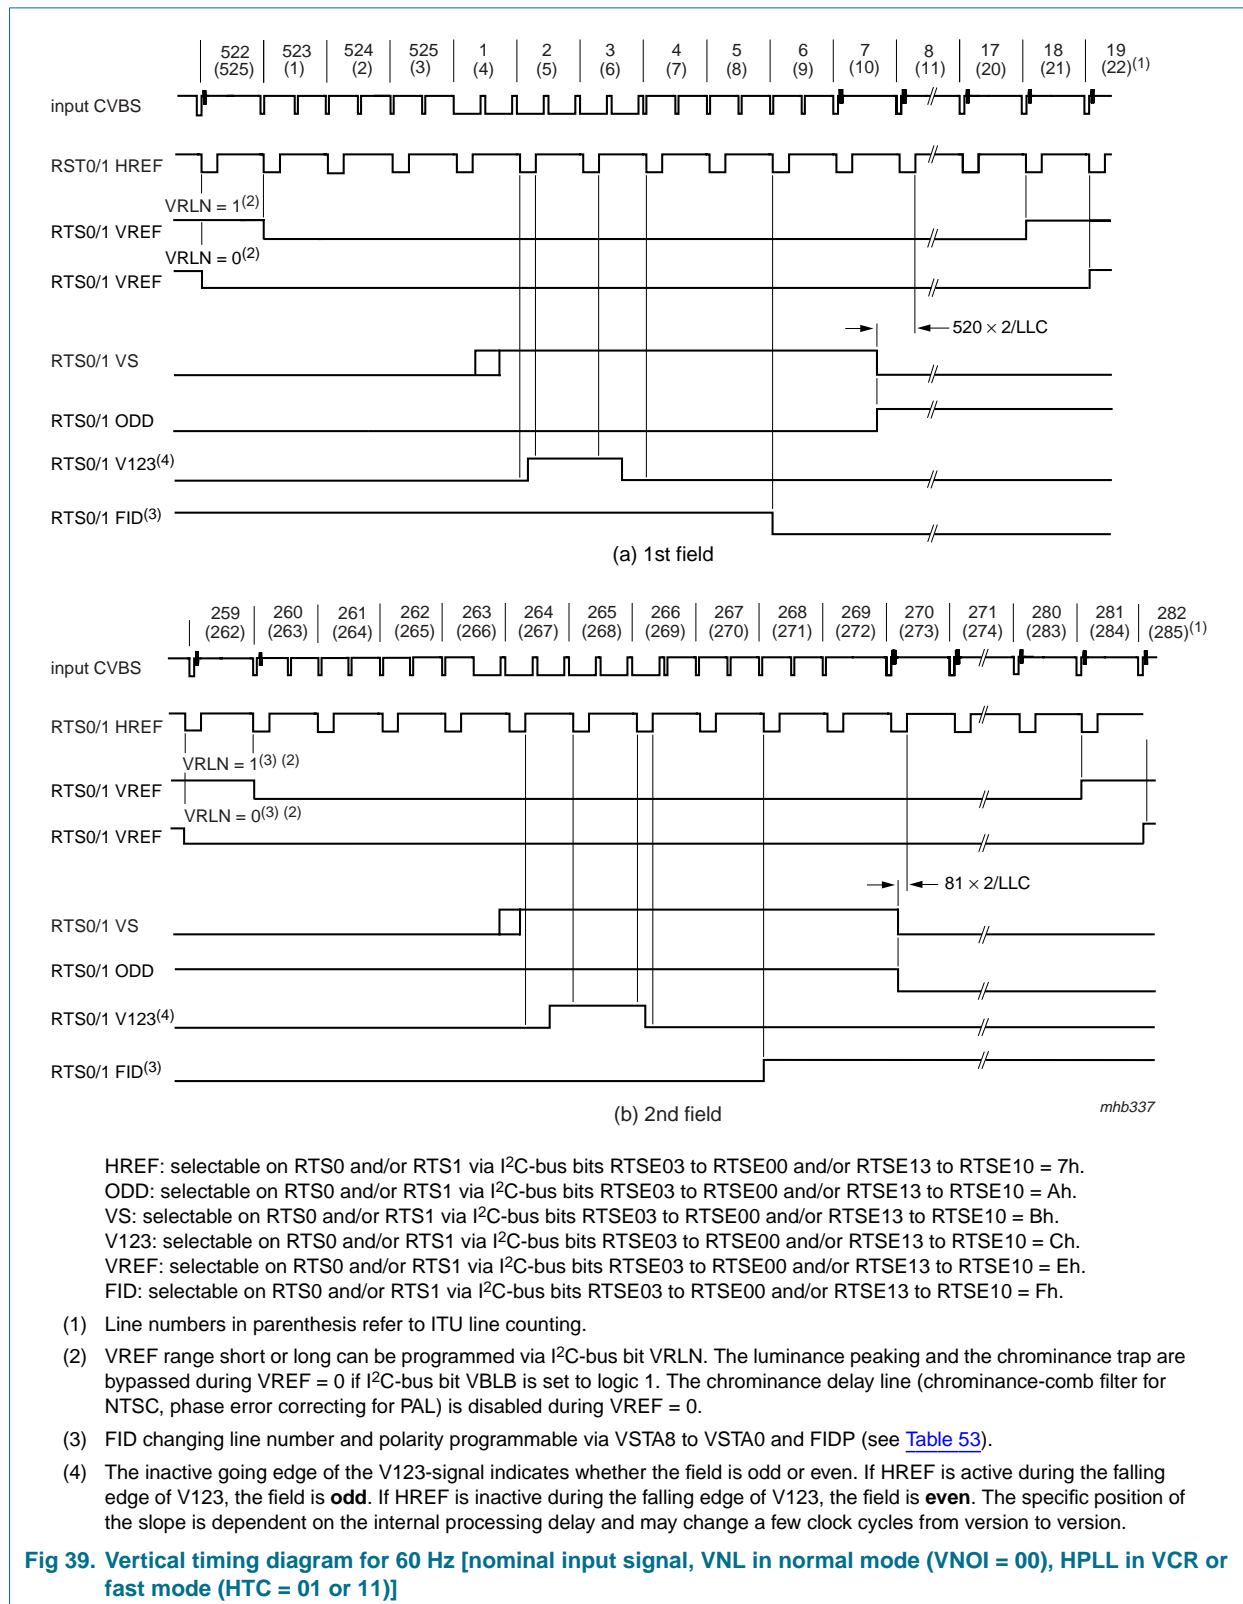 522 523 524 525 1 2 3 4 5 6 7 8 17 18 19
(525) (1) (2) (3) (4) (5) (6) (7) (8) (9) (10) (11) (20) (21) (22)(1)
input CVBS
RST0/1 HREF
VRLN = 1(2)
RTS0/1 VREF
VRLN = 0(2)
RTS0/1 VREF
520 × 2/LLC
RTS0/1 VS
RTS0/1 ODD
RTS0/1 V123(4)
RTS0/1 FID(3)
(a) 1st field
259 260 261 262 263 264 265 266 267 268 269 270 271 280 281 282
(262) (263) (264) (265) (266) (267) (268) (269) (270) (271) (272) (273) (274) (283) (284) (285)(1)
input CVBS
RTS0/1 HREF
VRLN = 1(3) (2)
RTS0/1 VREF
VRLN = 0(3) (2)
RTS0/1 VREF
81 × 2/LLC
RTS0/1 VS
RTS0/1 ODD
RTS0/1 V123(4)
RTS0/1 FID(3)
(b) 2nd field
mhb337
HREF: selectable on RTS0 and/or RTS1 via I2C-bus bits RTSE03 to RTSE00 and/or RTSE13 to RTSE10 = 7h.
ODD: selectable on RTS0 and/or RTS1 via I2C-bus bits RTSE03 to RTSE00 and/or RTSE13 to RTSE10 = Ah.
VS: selectable on RTS0 and/or RTS1 via I2C-bus bits RTSE03 to RTSE00 and/or RTSE13 to RTSE10 = Bh.
V123: selectable on RTS0 and/or RTS1 via I2C-bus bits RTSE03 to RTSE00 and/or RTSE13 to RTSE10 = Ch.
VREF: selectable on RTS0 and/or RTS1 via I2C-bus bits RTSE03 to RTSE00 and/or RTSE13 to RTSE10 = Eh.
FID: selectable on RTS0 and/or RTS1 via I2C-bus bits RTSE03 to RTSE00 and/or RTSE13 to RTSE10 = Fh.
(1) Line numbers in parenthesis refer to ITU line counting.
(2) VREF range short or long can be programmed via I2C-bus bit VRLN. The luminance peaking and the chrominance trap are
bypassed during VREF = 0 if I2C-bus bit VBLB is set to logic 1. The chrominance delay line (chrominance-comb filter for
NTSC, phase error correcting for PAL) is disabled during VREF = 0.
(3) FID changing line number and polarity programmable via VSTA8 to VSTA0 and FIDP (see Table 53).
(4) The inactive going edge of the V123-signal indicates whether the field is odd or even. If HREF is active during the falling
edge of V123, the field is odd. If HREF is inactive during the falling edge of V123, the field is even. The specific position of
the slope is dependent on the internal processing delay and may change a few clock cycles from version to version.
Fig 39. Vertical timing diagram for 60 Hz [nominal input signal, VNL in normal mode (VNOI = 00), HPLL in VCR or
fast mode (HTC = 01 or 11)]